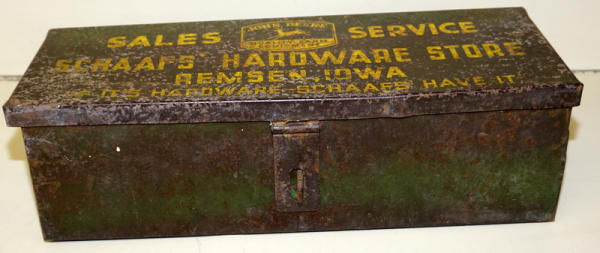 SALES JOHN DEERE SERVICE
SCHAAFS' HARDWARE STORE
REMSEN, IOWA
IF IT'S HARDWARE-SCHAAFS HAVE IT